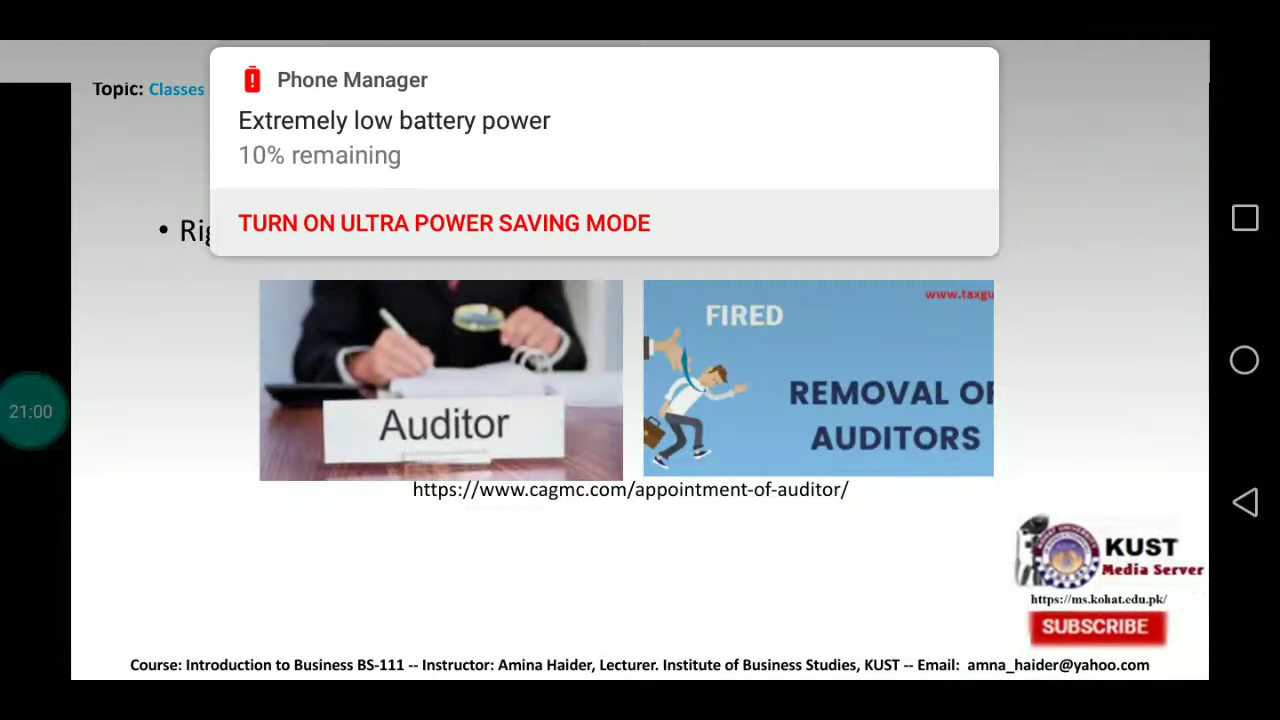 Phone Manager
Extremely low battery power
10% remaining
TURN ON ULTRA POWER SAVING MODE
Topic: Classes
• Rig
www.taxgu
FIRED
REMOVAL OF
AUDITORS
Auditor
21:00
https://www.cagmc.com/appointment-of-auditor/
KUST
Media Server
https://ms.kohat.edu.pk/
SUBSCRIBE
Course: Introduction to Business BS-111 -- Instructor: Amina Haider, Lecturer. Institute of Business Studies, KUST -- Email: amna_haider@yahoo.com